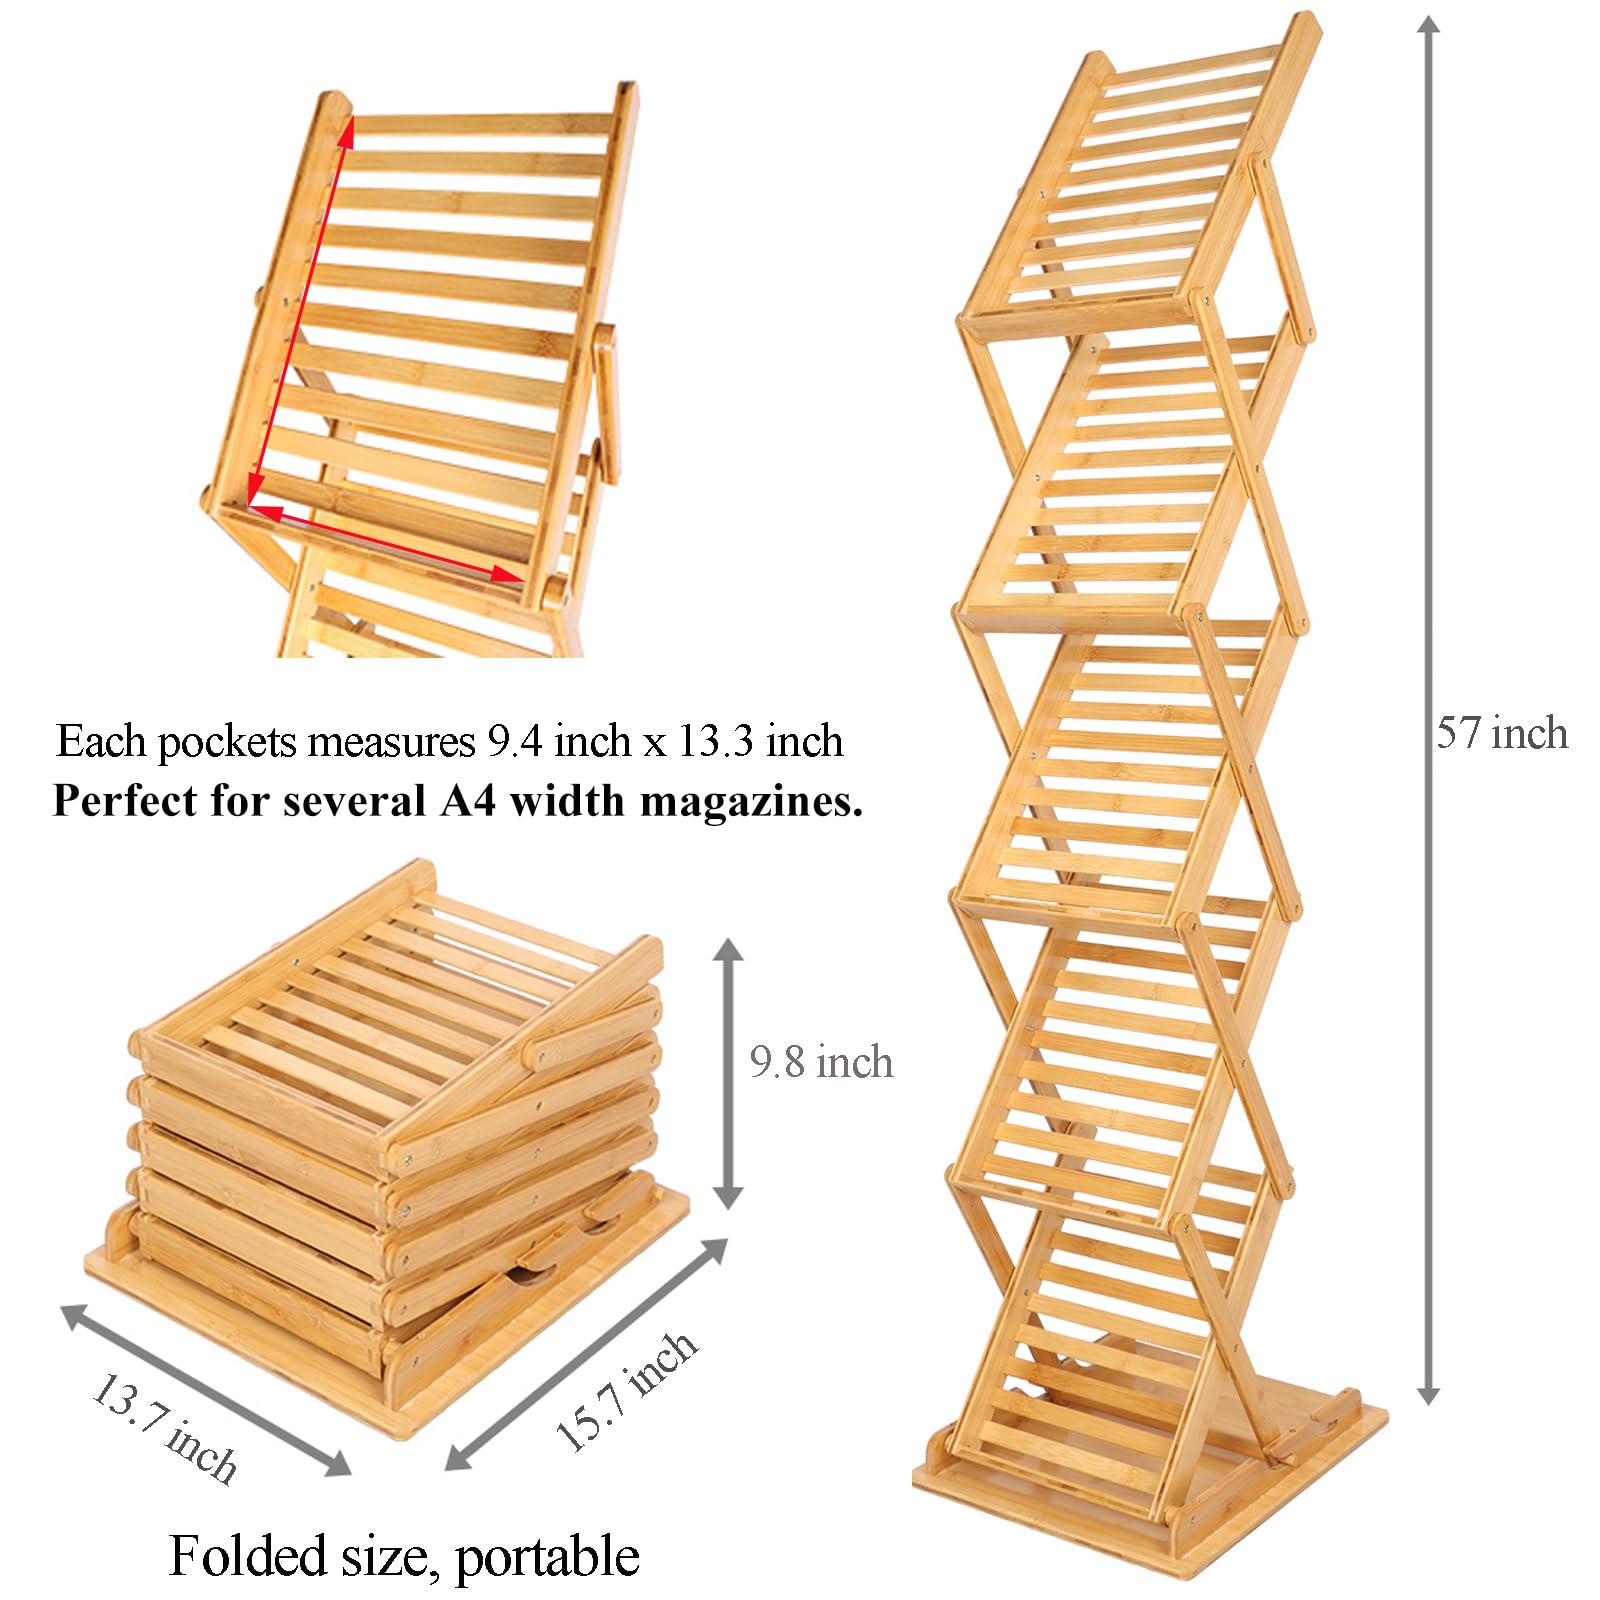 Each pockets measures 9.4 inch x 13.3 inch
Perfect for several A4 width magazines.
57 inch
9.8 inch
13.7 inch
15.7 inch
Folded size, portable